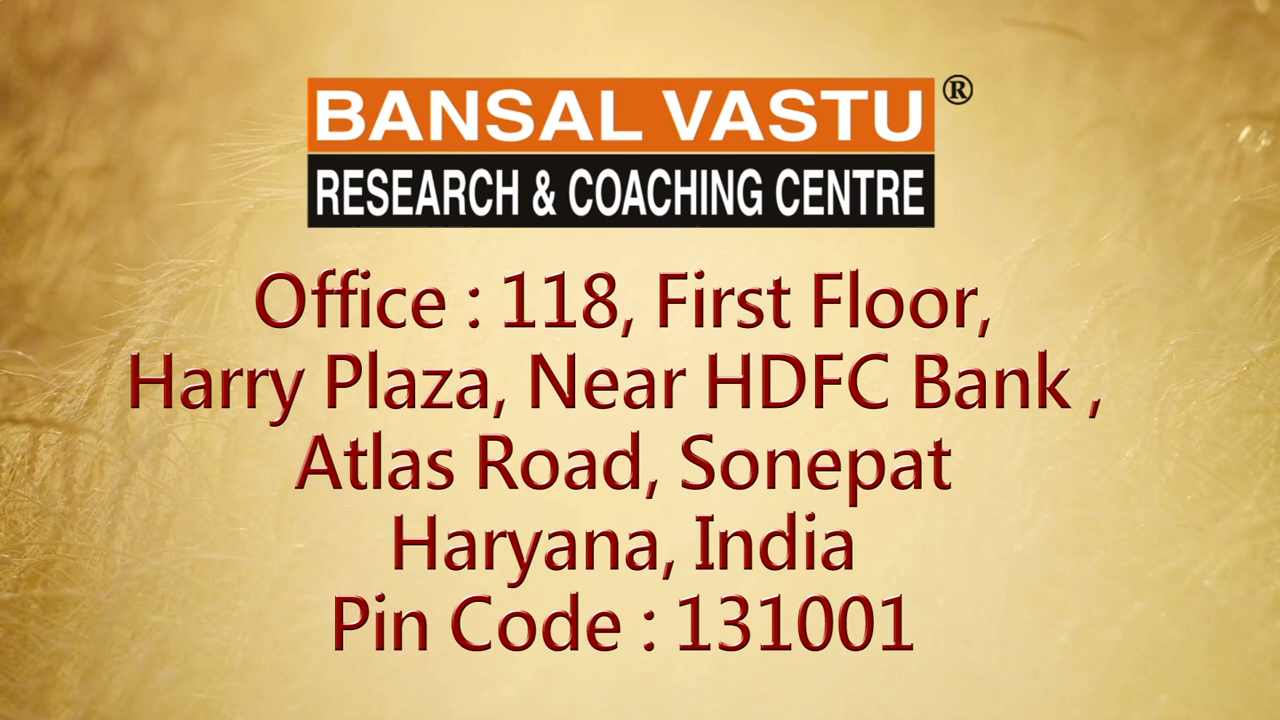 BANSAL VASTU ®
RESEARCH & COACHING CENTRE
Office : 118, First Floor,
Harry Plaza, Near HDFC Bank ,
Atlas Road, Sonepat
Haryana, India
Pin Code : 131001